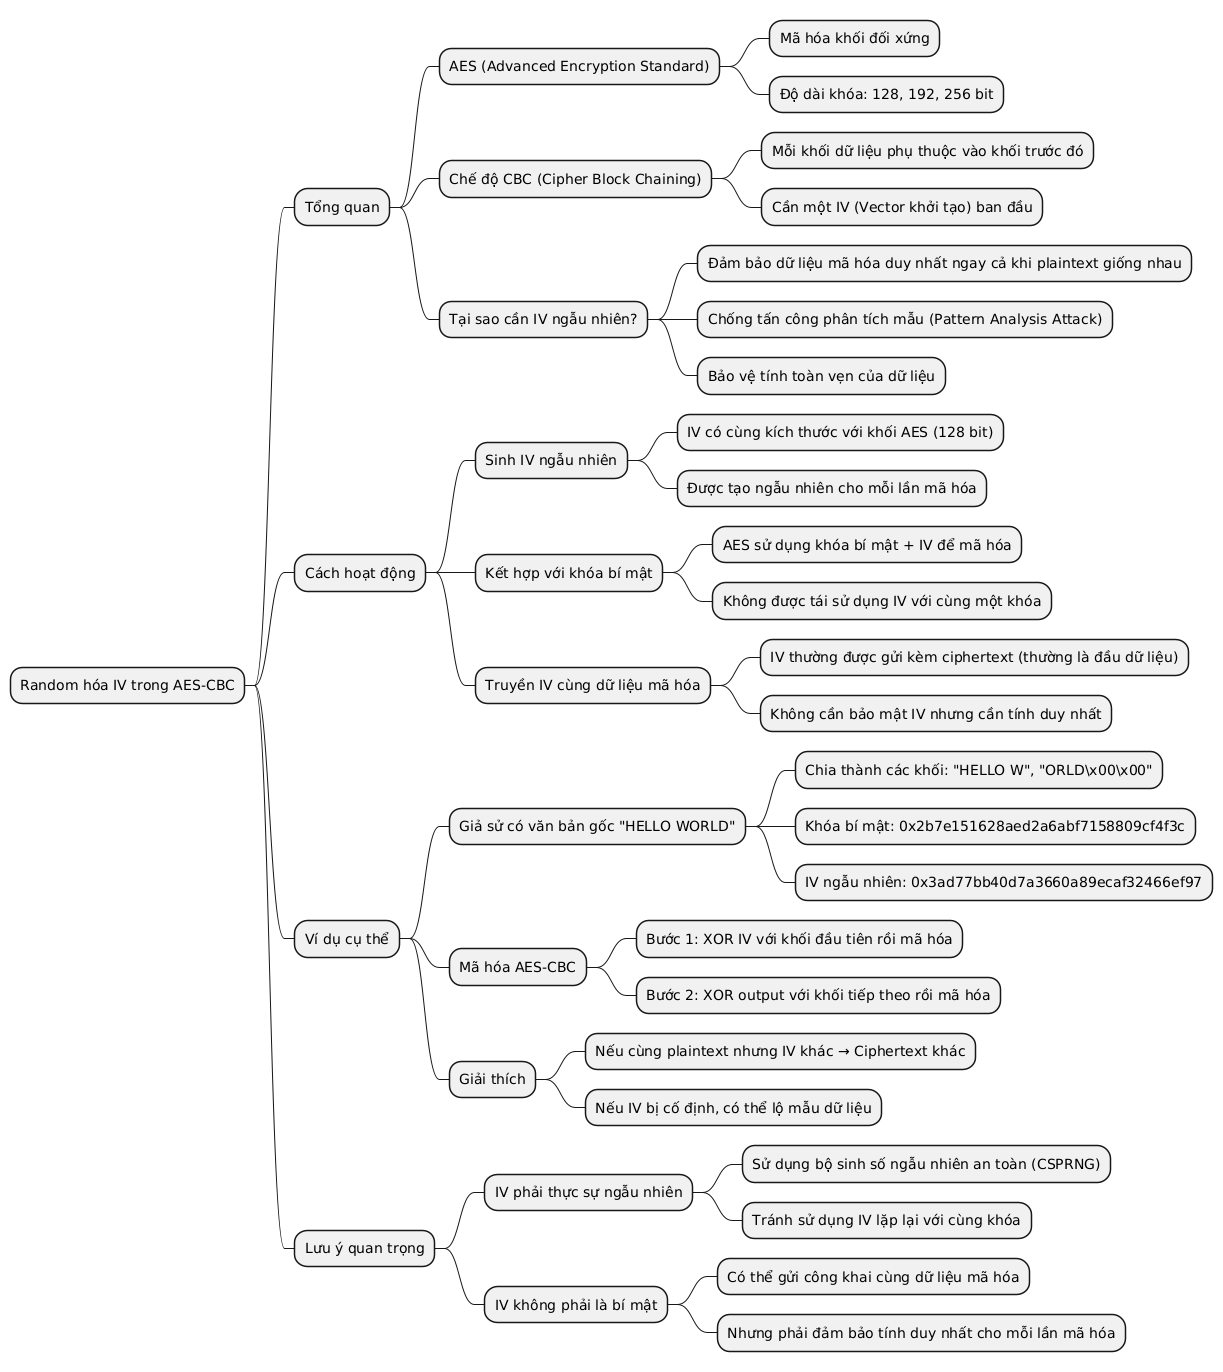 Random hóa IV trong AES-CBC
Tổng quan
AES (Advanced Encryption Standard)
Mã hóa khối đối xứng
Độ dài khóa: 128, 192, 256 bit
Chế độ CBC (Cipher Block Chaining)
Mỗi khối dữ liệu phụ thuộc vào khối trước đó
Cần một IV (Vector khởi tạo) ban đầu
Tại sao cần IV ngẫu nhiên?
Đảm bảo dữ liệu mã hóa duy nhất ngay cả khi plaintext giống nhau
Chống tấn công phân tích mẫu (Pattern Analysis Attack)
Bảo vệ tính toàn vẹn của dữ liệu
Cách hoạt động
Sinh IV ngẫu nhiên
IV có cùng kích thước với khối AES (128 bit)
Được tạo ngẫu nhiên cho mỗi lần mã hóa
Kết hợp với khóa bí mật
AES sử dụng khóa bí mật + IV để mã hóa
Không được tái sử dụng IV với cùng một khóa
Truyền IV cùng dữ liệu mã hóa
IV thường được gửi kèm ciphertext (thường là đầu dữ liệu)
Không cần bảo mật IV nhưng cần tính duy nhất
Ví dụ cụ thể
Giả sử có văn bản gốc "HELLO WORLD"
Chia thành các khối: "HELLO W", "ORLD\x00\x00"
Khóa bí mật: 0x2b7e151628aed2a6abf7158809cf4f3c
IV ngẫu nhiên: 0x3ad77bb40d7a3660a89ecaf32466ef97
Mã hóa AES-CBC
Bước 1: XOR IV với khối đầu tiên rồi mã hóa
Bước 2: XOR output với khối tiếp theo rồi mã hóa
Giải thích
Nếu cùng plaintext nhưng IV khác → Ciphertext khác
Nếu IV bị cố định, có thể lộ mẫu dữ liệu
Lưu ý quan trọng
IV phải thực sự ngẫu nhiên
Sử dụng bộ sinh số ngẫu nhiên an toàn (CSPRNG)
Tránh sử dụng IV lặp lại với cùng khóa
IV không phải là bí mật
Có thể gửi công khai cùng dữ liệu mã hóa
Nhưng phải đảm bảo tính duy nhất cho mỗi lần mã hóa